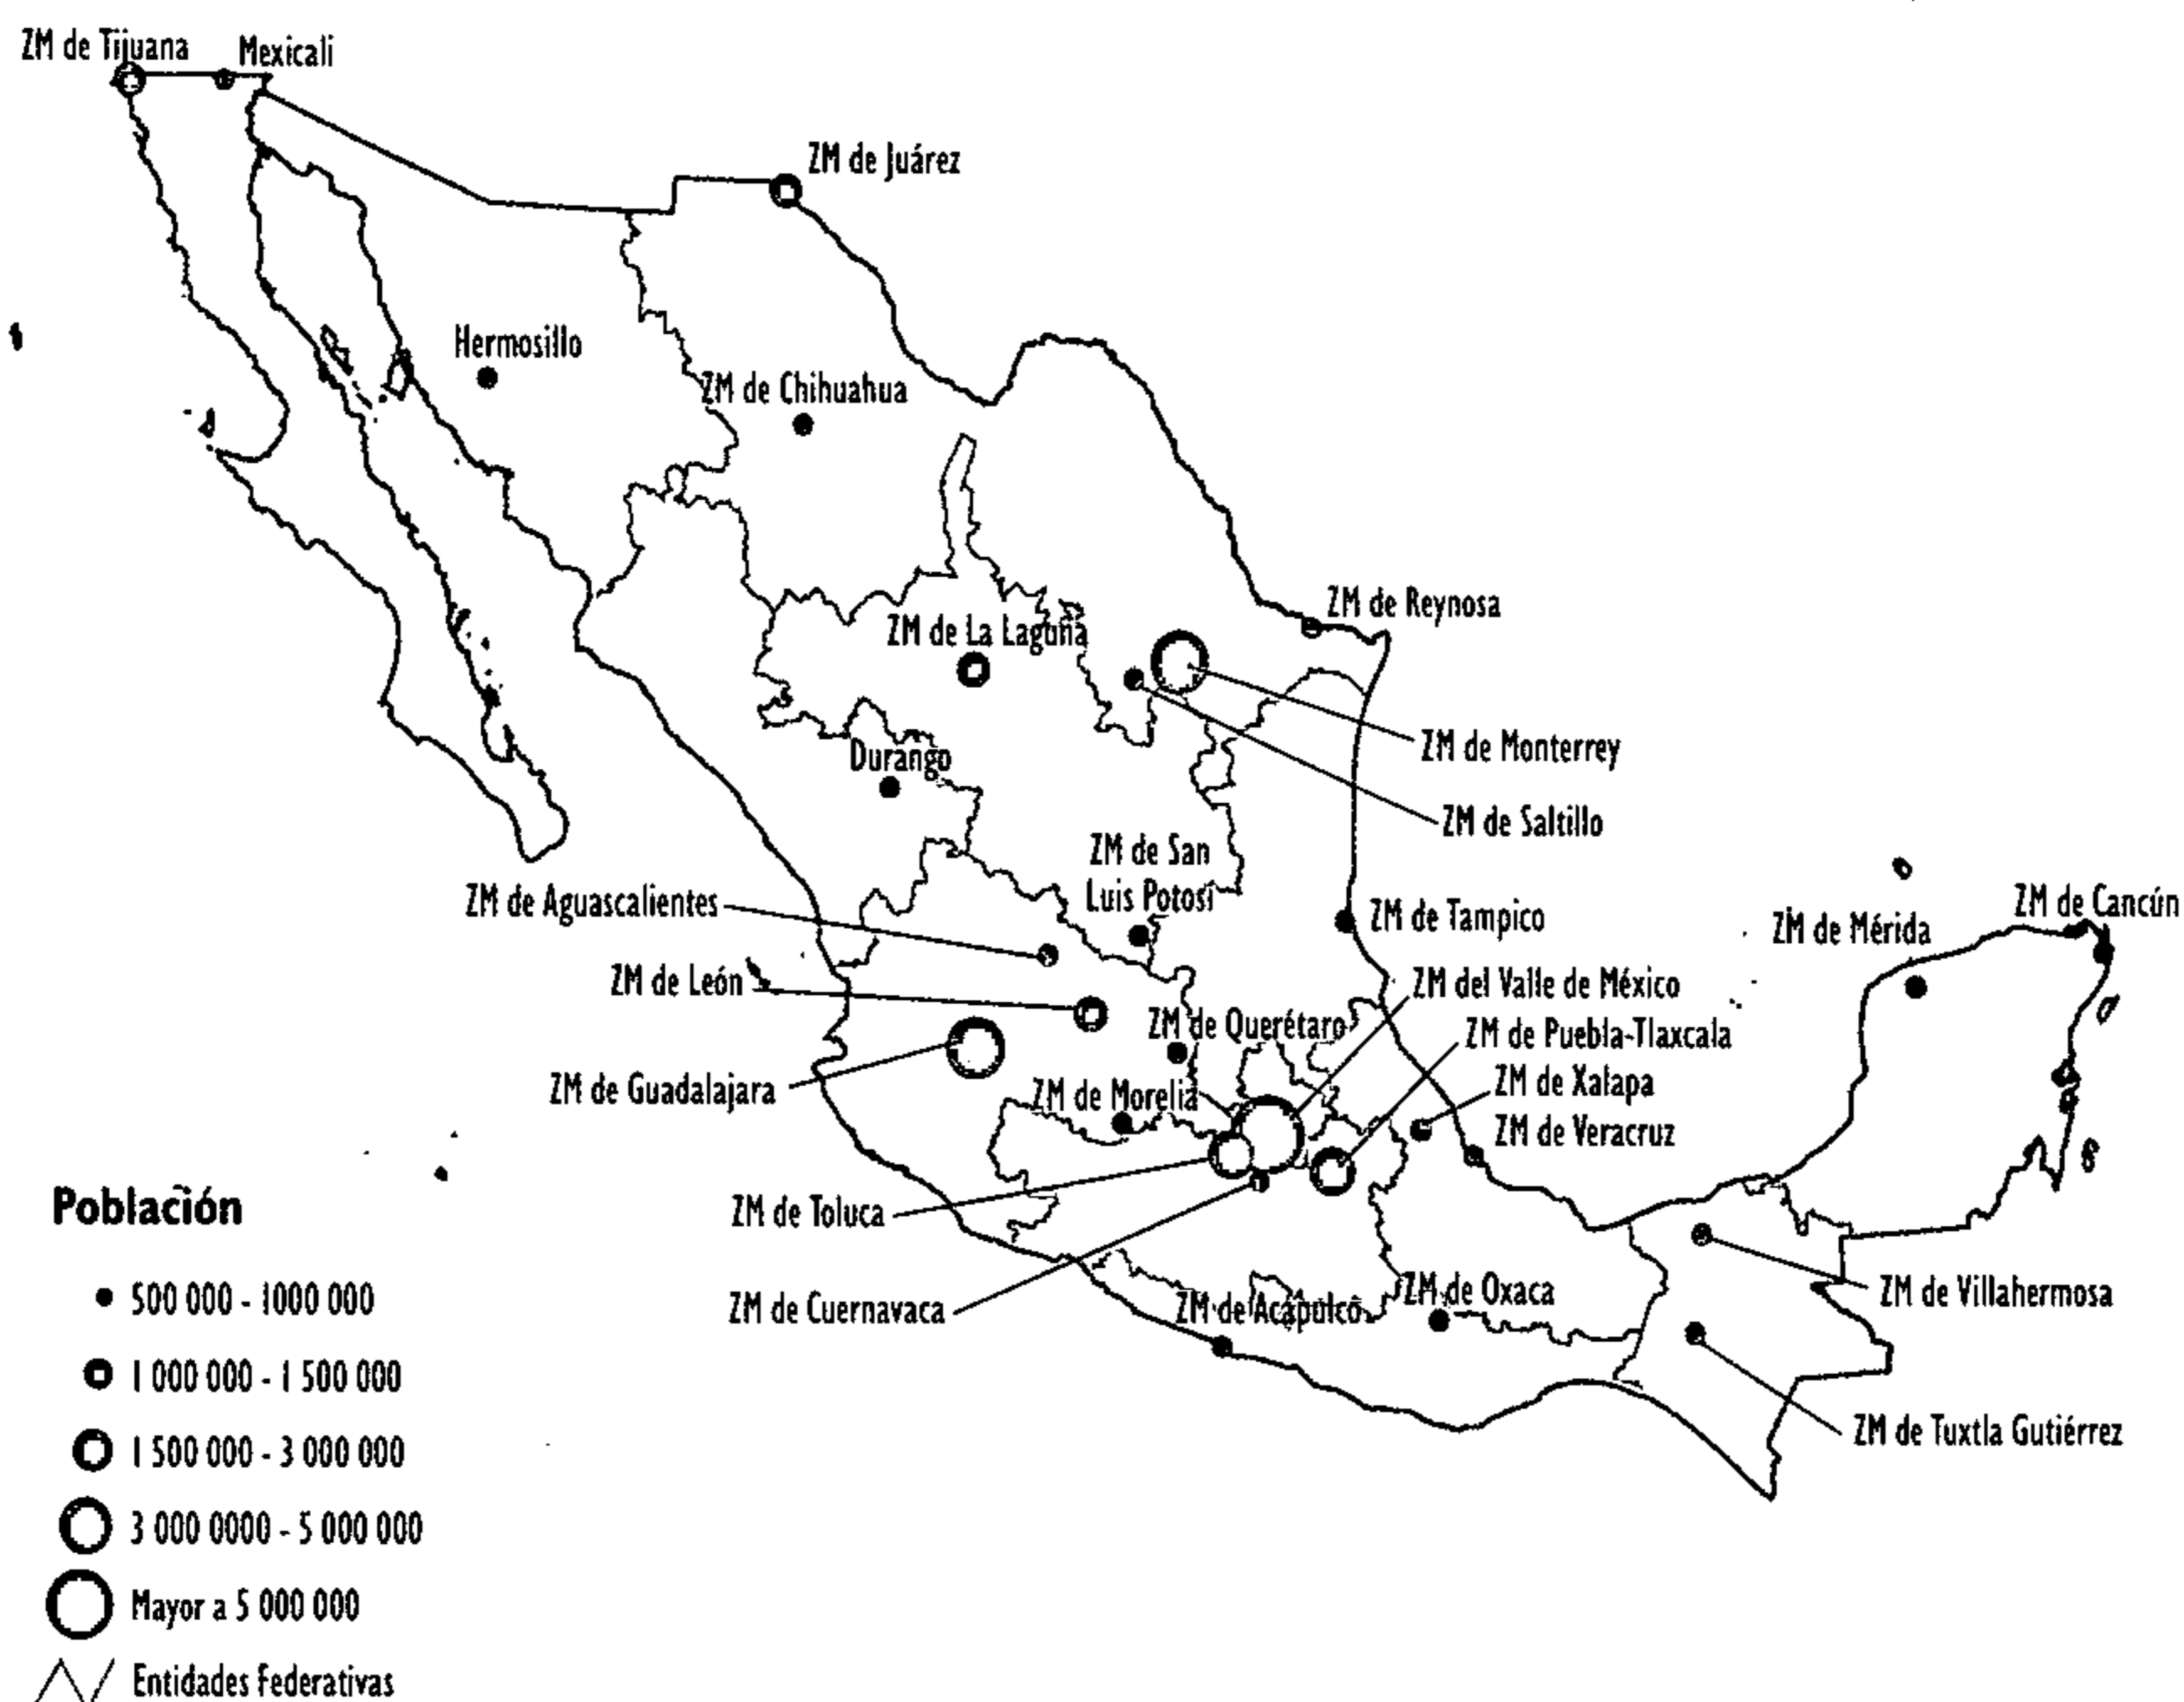 ZM de Tijuana
Mexicali
ZM de Juárez
Hermosillo
ZM de Chihuahua
ZM de Reynosa
ZM de La Laguna
ZM de Monterrey
Durango
ZM de Saltillo
ZM de San
Luis Potosí
ZM de Aguascalientes
ZM de Tampico
ZM de Mérida
ZM de Cancún
ZM de León
ZM del Valle de México
ZM de Querétaro
ZM de Puebla-Tlaxcala
ZM de Guadalajara
ZM de Morelia
ZM de Xalapa
ZM de Veracruz
ZM de Toluca
ZM de Cuernavaca
ZM de Acapulco
ZM de Oxaca
ZM de Villahermosa
ZM de Tuxtla Gutiérrez
Población
500 000 - 1000 000
1 000 000 - 1 500 000
1 500 000 - 3 000 000
3 000 0000 - 5 000 000
Mayor a 5 000 000
Entidades Federativas